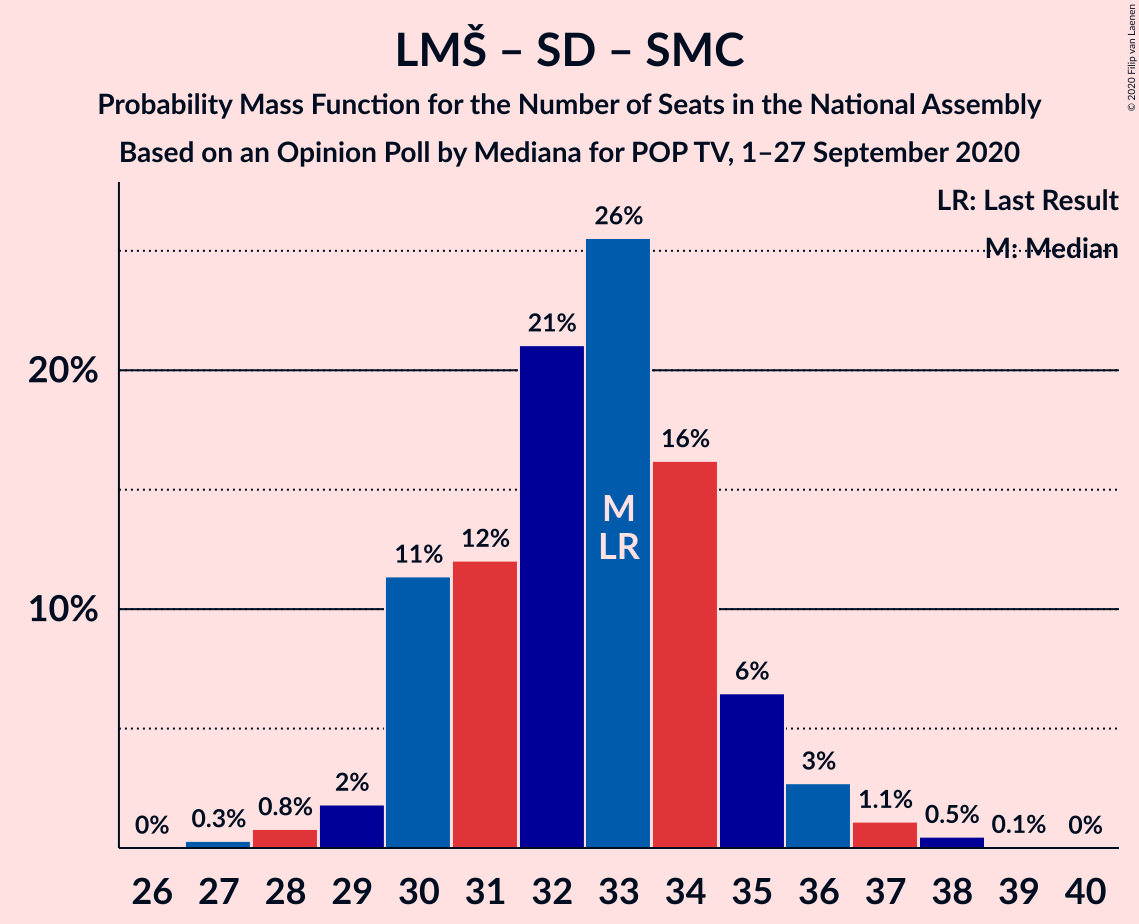 LMŠ – SD – SMC
Probability Mass Function for the Number of Seats in the National Assembly
Based on an Opinion Poll by Mediana for POP TV, 1–27 September 2020
© 2020 Filip van Laenen
LR: Last Result
M: Median
20%
10%
0%
0.3%
0.8%
2%
11%
12%
21%
26%
16%
6%
3%
1.1%
0.5%
0.1%
0%
M
LR
26 27 28 29 30 31 32 33 34 35 36 37 38 39 40